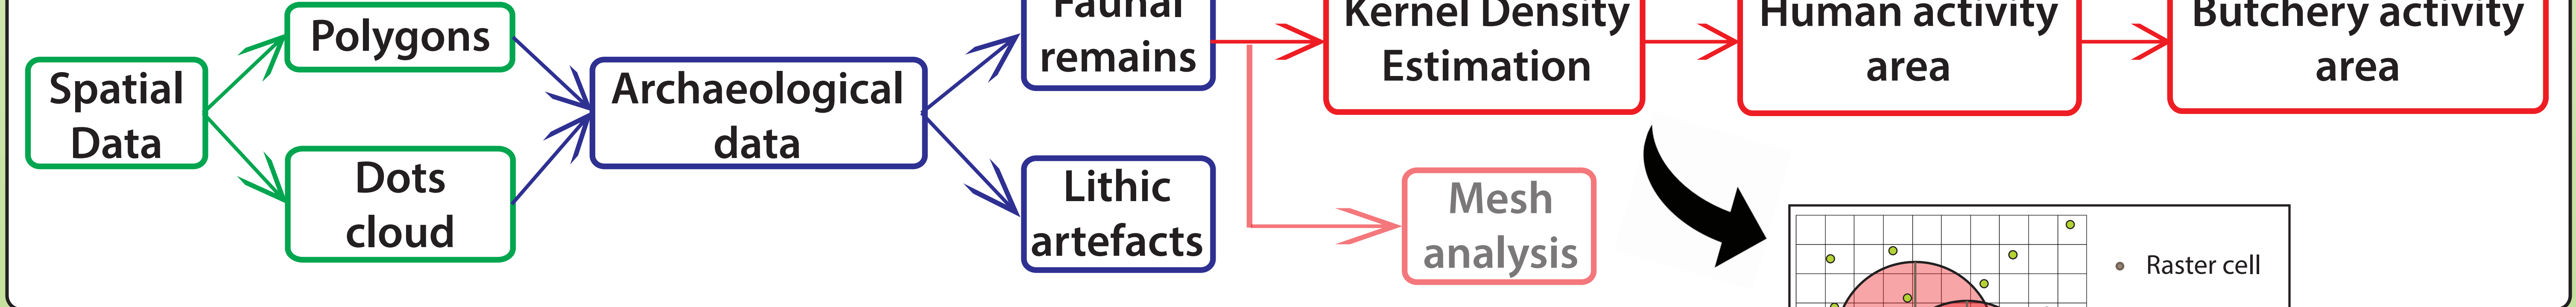 Spatial
Data
Polygons
Dots
cloud
Archaeological
data
Faunal
remains
Lithic
artefacts
Kernel Density
Estimation
Mesh
analysis
Human activity
area
Butchery activity
area
Raster cell